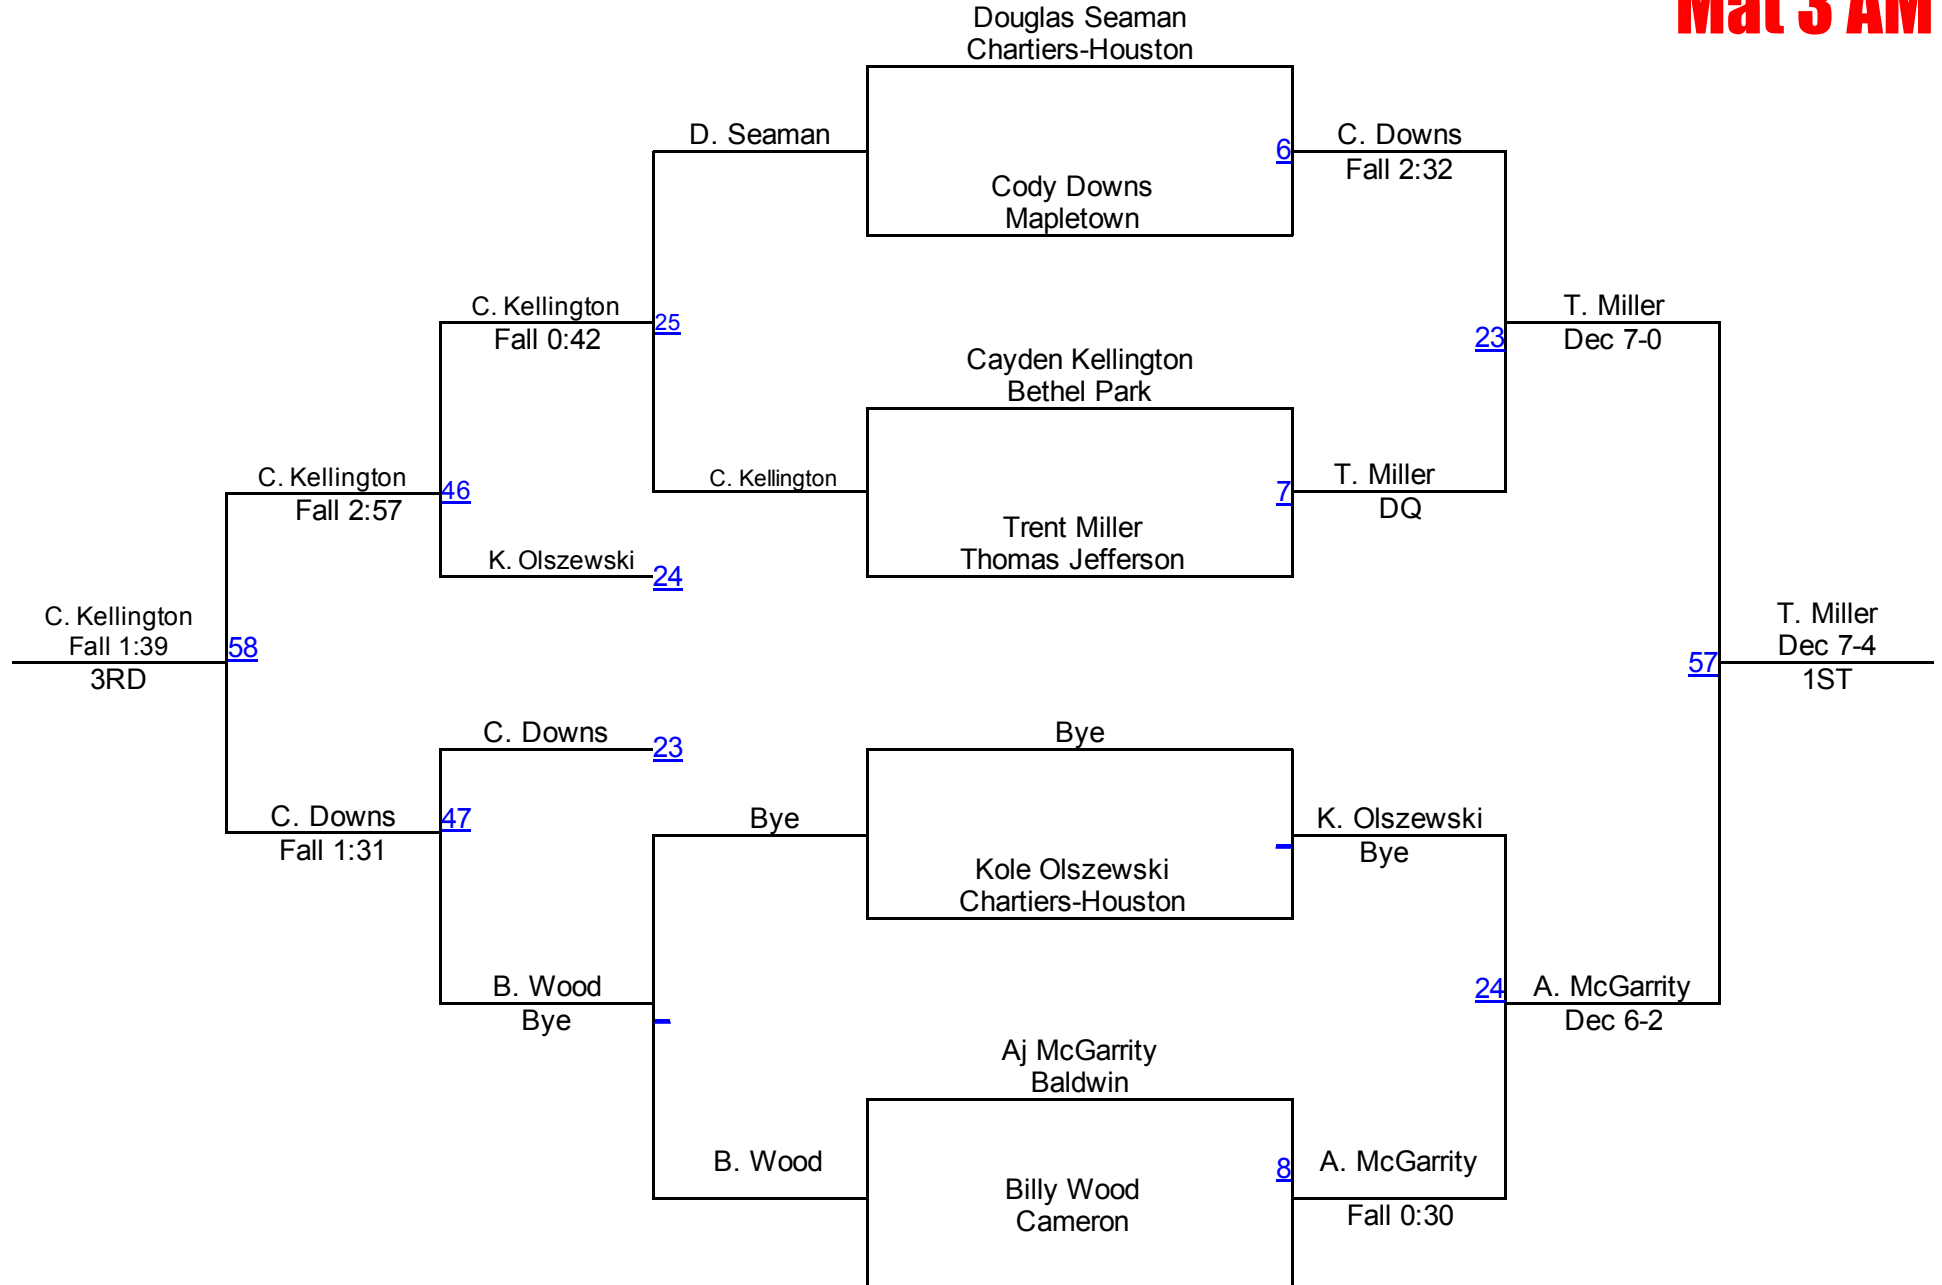 Mat 3 AM
Douglas Seaman
Chartiers-Houston
D. Seaman
6
C. Downs
Fall 2:32
Cody Downs
Mapletown
C. Kellington
Fall 0:42
25
23
T. Miller
Dec 7-0
Cayden Kellington
Bethel Park
C. Kellington
Fall 2:57
46
C. Kellington
7
T. Miller
DQ
Trent Miller
Thomas Jefferson
K. Olszewski
24
C. Kellington
Fall 1:39
3RD
58
57
T. Miller
Dec 7-4
1ST
C. Downs
23
Bye
C. Downs
Fall 1:31
47
Bye
K. Olszewski
Bye
Kole Olszewski
Chartiers-Houston
B. Wood
Bye
24
A. McGarrity
Dec 6-2
Aj McGarrity
Baldwin
B. Wood
8
A. McGarrity
Fall 0:30
Billy Wood
Cameron